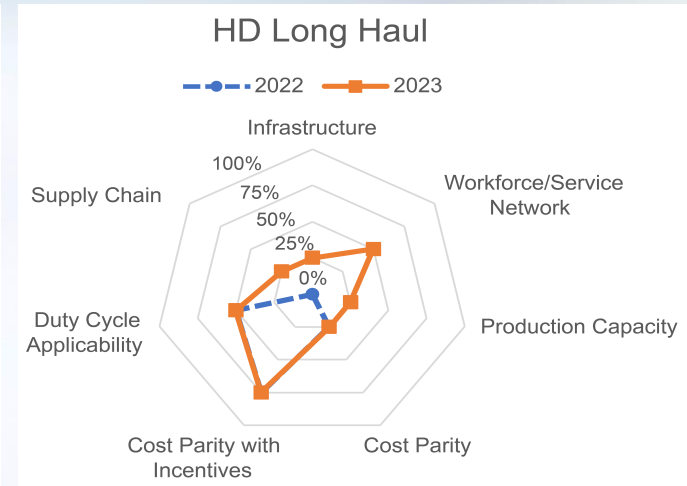 HD Long Haul
2022
2023
Infrastructure
100%
75%
50%
25%
0%
Supply Chain
Workforce/Service
Network
Duty Cycle
Applicability
Production Capacity
Cost Parity with
Incentives
Cost Parity